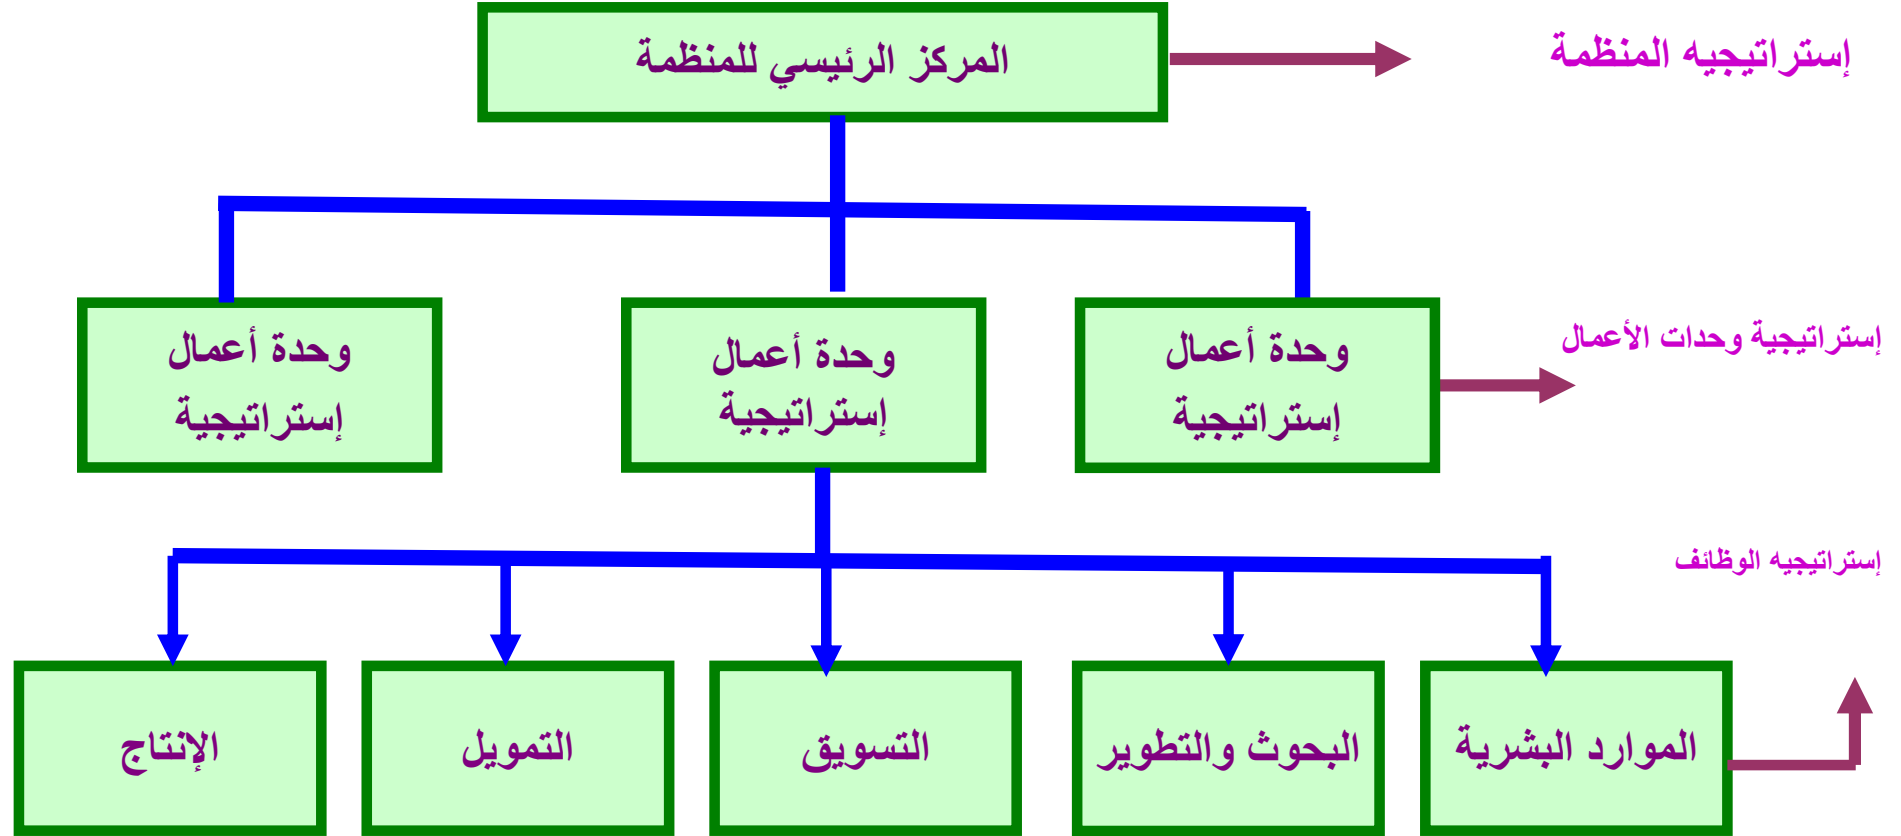 المركز الرئيسي للمنظمة
إستراتيجيه المنظمة
وحدة أعمال
إستراتيجية
وحدة أعمال
إستراتيجية
وحدة أعمال
إستراتيجية
إستراتيجية وحدات الأعمال
إستراتيجيه الوظائف
الموارد البشرية
البحوث والتطوير
التسويق
التمويل
الإنتاج